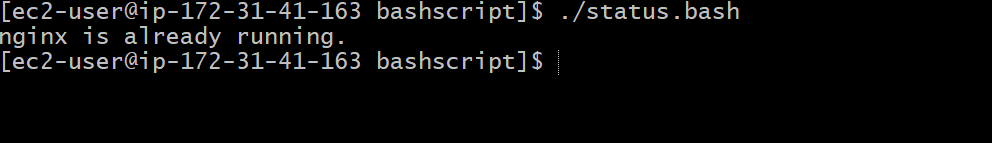 [ec2-user@ip-172-31-41-163 bashscript]$ ./status.bash
nginx is already running.
[ec2-user@ip-172-31-41-163 bashscript]$